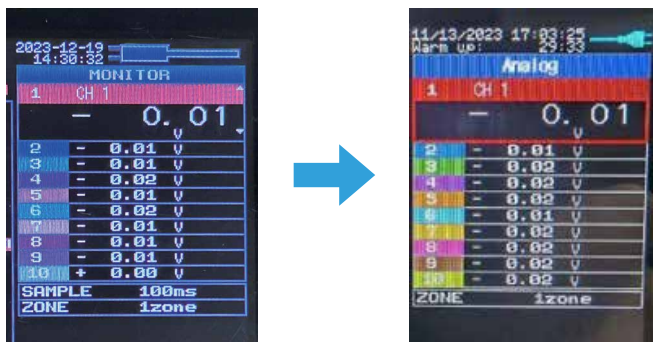 2023-12-19
14:30:32
MONITOR
1 CH 1
- 0.01
V
2 - 0.01 V
3 - 0.01 V
4 - 0.02 V
5 - 0.01 V
6 - 0.02 V
7 - 0.01 V
8 - 0.01 V
9 - 0.01 V
10 + 0.00 V
SAMPLE 100ms
ZONE 1zone
11/13/2023 17:03:25
Warm up: 29:33
Analog
1 CH 1
- 0.01
V
2 - 0.01 V
3 - 0.02 V
4 - 0.02 V
5 - 0.02 V
6 - 0.01 V
7 - 0.02 V
8 - 0.02 V
9 - 0.02 V
10 - 0.02 V
ZONE 1zone